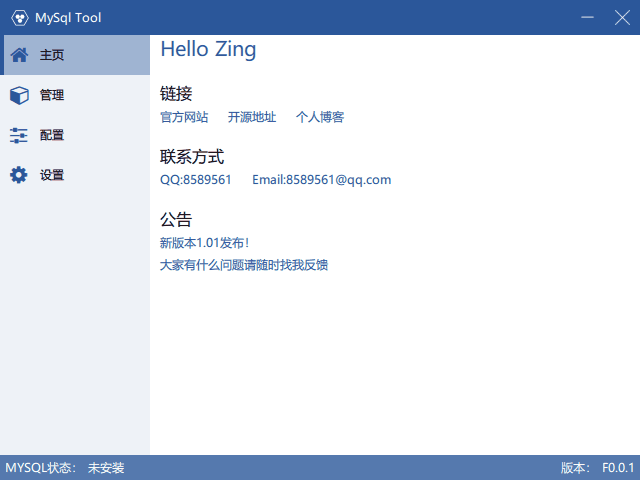 MySql Tool
主页
管理
配置
设置
Hello Zing
链接
官方网站 开源地址 个人博客
联系方式
QQ:8589561 Email:8589561@qq.com
公告
新版本1.01发布！
大家有什么问题请随时找我反馈
MYSQL状态： 未安装 版本： F0.0.1